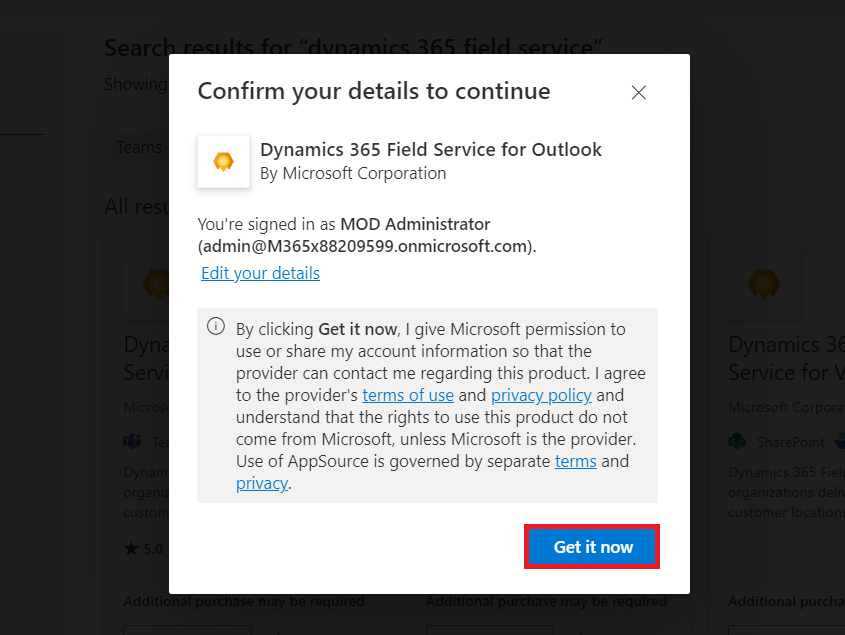 Search results for “dynamics 365 field service”
Showing
Confirm your details to continue
Teams
Dynamics 365 Field Service for Outlook
By Microsoft Corporation
All resu
You're signed in as MOD Administrator
(admin@M365x88209599.onmicrosoft.com).
Edit your details
By clicking Get it now, I give Microsoft permission to
use or share my account information so that the
provider can contact me regarding this product. I agree
to the provider's terms of use and privacy policy and
understand that the rights to use this product do not
come from Microsoft, unless Microsoft is the provider.
Use of AppSource is governed by separate terms and
privacy.
Get it now
Dyna
Servi
Microso
Tea
Dynam
organiz
custom
5.0
Dynamics 36
Service for V
Microsoft Corpora
SharePoint
Dynamics 365 Fiel
organizations deliv
customer location
Additional purchase may be required
Additional purchase may be required
Additional purcha